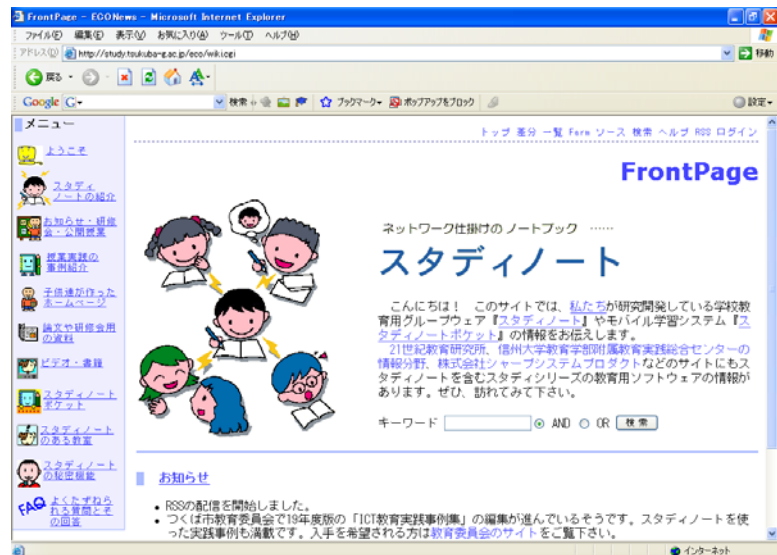 FrontPage - ECONews - Microsoft Internet Explorer
ファイル(F) 編集(E) 表示(V) お気に入り(A) ツール(T) ヘルプ(H)
アドレス(D) http://study.tsukuba-g.ac.jp/eco/wiki.cgi 移動
戻る
Google G 検索 ブックマーク ポップアップをブロック 設定
メニュー
トップ 差分 一覧 Farm ソース 検索 ヘルプ RSS ログイン
ようこそ
スタディ
ノートの紹介
お知らせ・研修
会・公開授業
授業実践の
事例紹介
子供達が作った
ホームページ
論文や研修会用
の資料
ビデオ・書籍
スタディノート
ポケット
スタディノート
のある教室
スタディノート
の秘密機能
FAQ よくたずねら
れる質問とそ
の回答
FrontPage
ネットワーク仕掛けの ノートブック ……
スタディノート
こんにちは! このサイトでは、私たちが研究開発している学校教
育用グループウェア『スタディノート』やモバイル学習システム『ス
タディノートポケット』の情報をお伝えします。
21世紀教育研究所、信州大学教育学部附属教育実践総合センターの
情報分野、株式会社シャープシステムプロダクトなどのサイトにもス
タディノートを含むスタディシリーズの教育用ソフトウェアの情報が
あります。ぜひ、訪れてみて下さい。
キーワード AND OR 検索
お知らせ
• RSSの配信を開始しました。
• つくば市教育委員会で19年度版の「ICT教育実践事例集」の編集が進んでいるそうです。スタディノートを使
った実践事例も満載です。入手を希望される方は教育委員会のサイトをご覧下さい。
インターネット